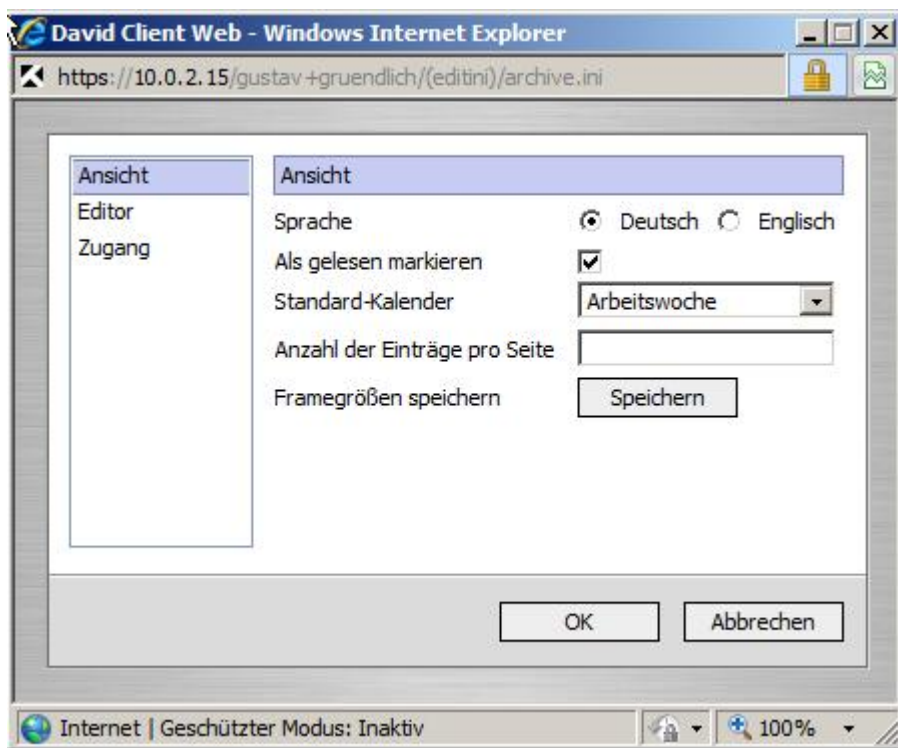 David Client Web - Windows Internet Explorer
https://10.0.2.15/gustav+gruendlich/(editini)/archive.ini
Ansicht
Editor
Zugang
Ansicht
Sprache Deutsch Englisch
Als gelesen markieren
Standard-Kalender Arbeitswoche
Anzahl der Einträge pro Seite
Framegrößen speichern Speichern
OK Abbrechen
Internet | Geschützter Modus: Inaktiv 100%